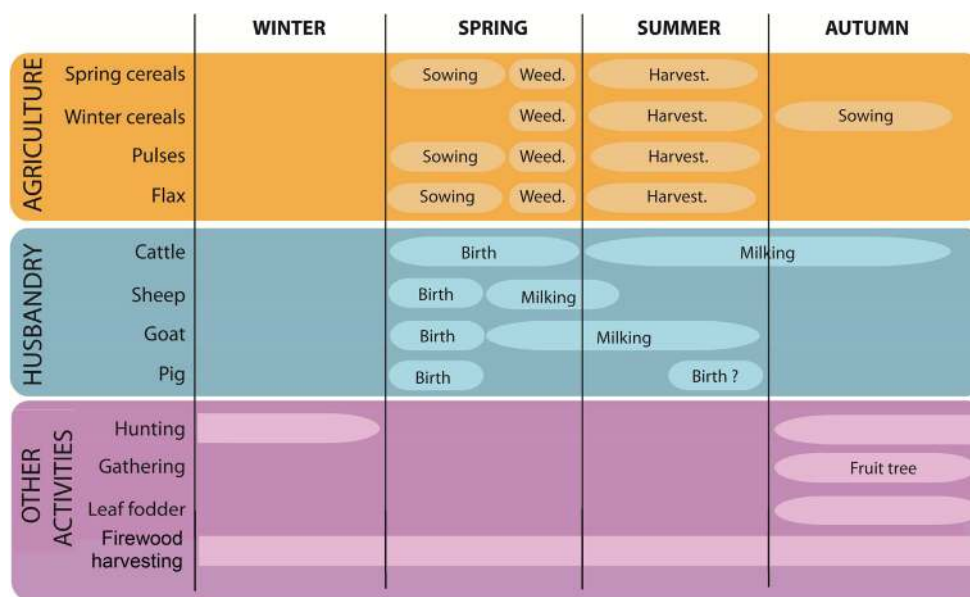 WINTER SPRING SUMMER AUTUMN
AGRICULTURE
Spring cereals Sowing Weed. Harvest.
Winter cereals Weed. Harvest. Sowing
Pulses Sowing Weed. Harvest.
Flax Sowing Weed. Harvest.
HUSBANDRY
Cattle Birth Milking
Sheep Birth Milking
Goat Birth Milking
Pig Birth Birth ?
OTHER
ACTIVITIES
Hunting
Gathering Fruit tree
Leaf fodder
Firewood
harvesting